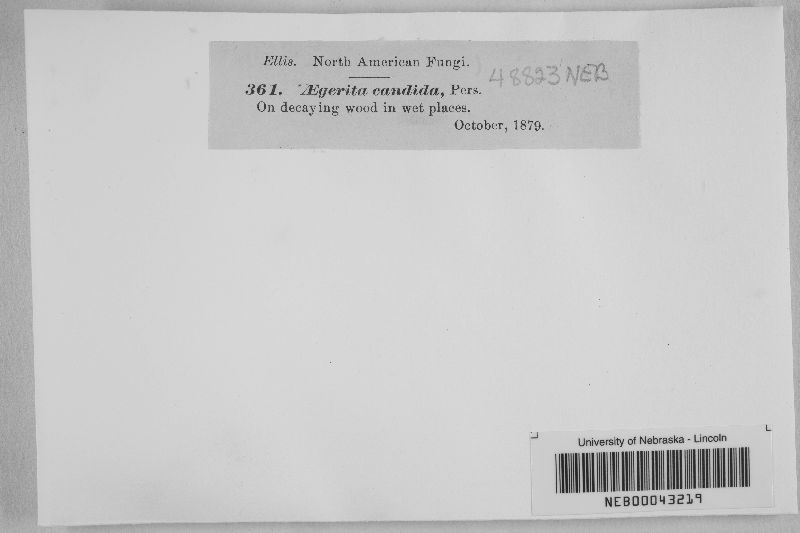 Ellis. North American Fungi.
48823 NEB
361. Ægerita candida, Pers.
On decaying wood in wet places.
October, 1879.
University of Nebraska - Lincoln
NEB00043219